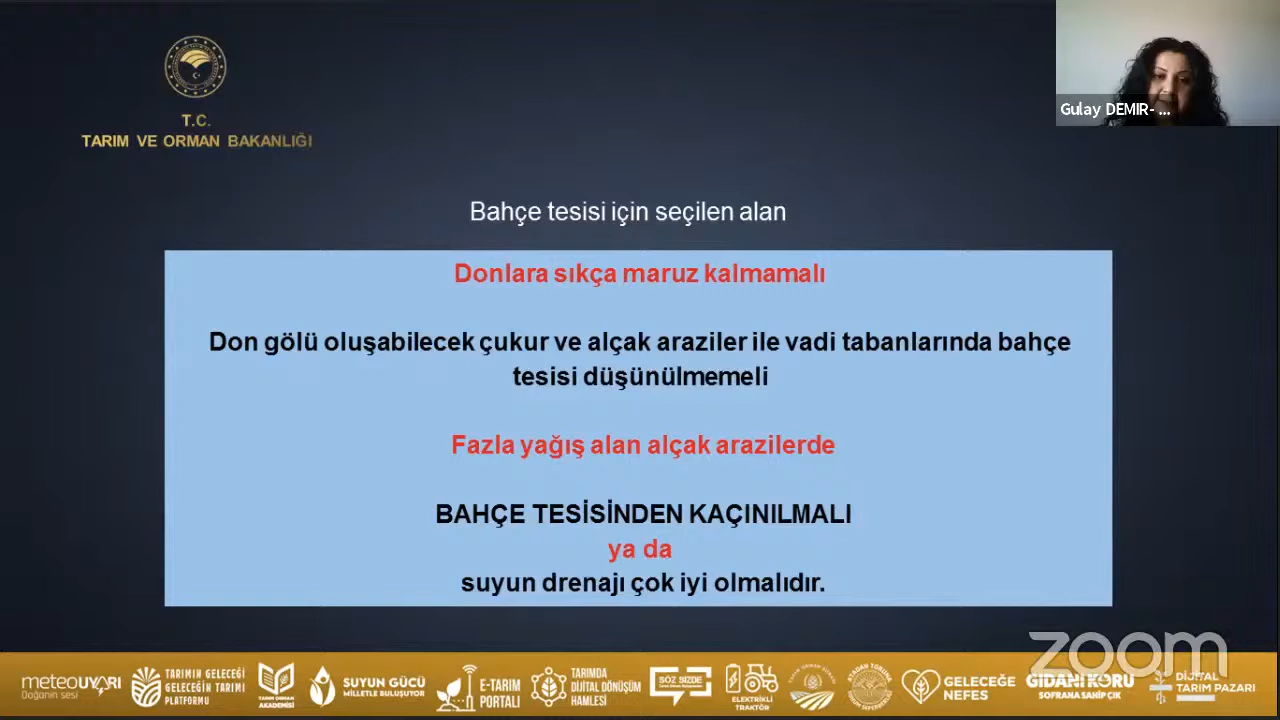 T.C.
TARIM VE ORMAN BAKANLIĞI
Gulay DEMIR- ...
Bahçe tesisi için seçilen alan
Donlara sıkça maruz kalmamalı
Don gölü oluşabilecek çukur ve alçak araziler ile vadi tabanlarında bahçe
tesisi düşünülmemeli
Fazla yağış alan alçak arazilerde
BAHÇE TESİSİNDEN KAÇINILMALI
ya da
suyun drenajı çok iyi olmalıdır.
zoom
meteoUYARI
Doğanın sesi
TARIMIN GELECEĞİ
GELECEĞİN TARIMI
PLATFORMU
TARIM ORMAN
AKADEMİSİ
SUYUN GÜCÜ
MİLLETLE BULUŞUYOR
E-TARIM
PORTALI
TARIMDA
DİJİTAL DÖNÜŞÜM
HAMLESİ
SÖZ SİZDE
ELEKTRİKLİ
TRAKTÖR
GELECEĞE
NEFES
GIDANI KORU
SOFRANA SAHİP ÇIK
DİJİTAL
TARIM PAZARI